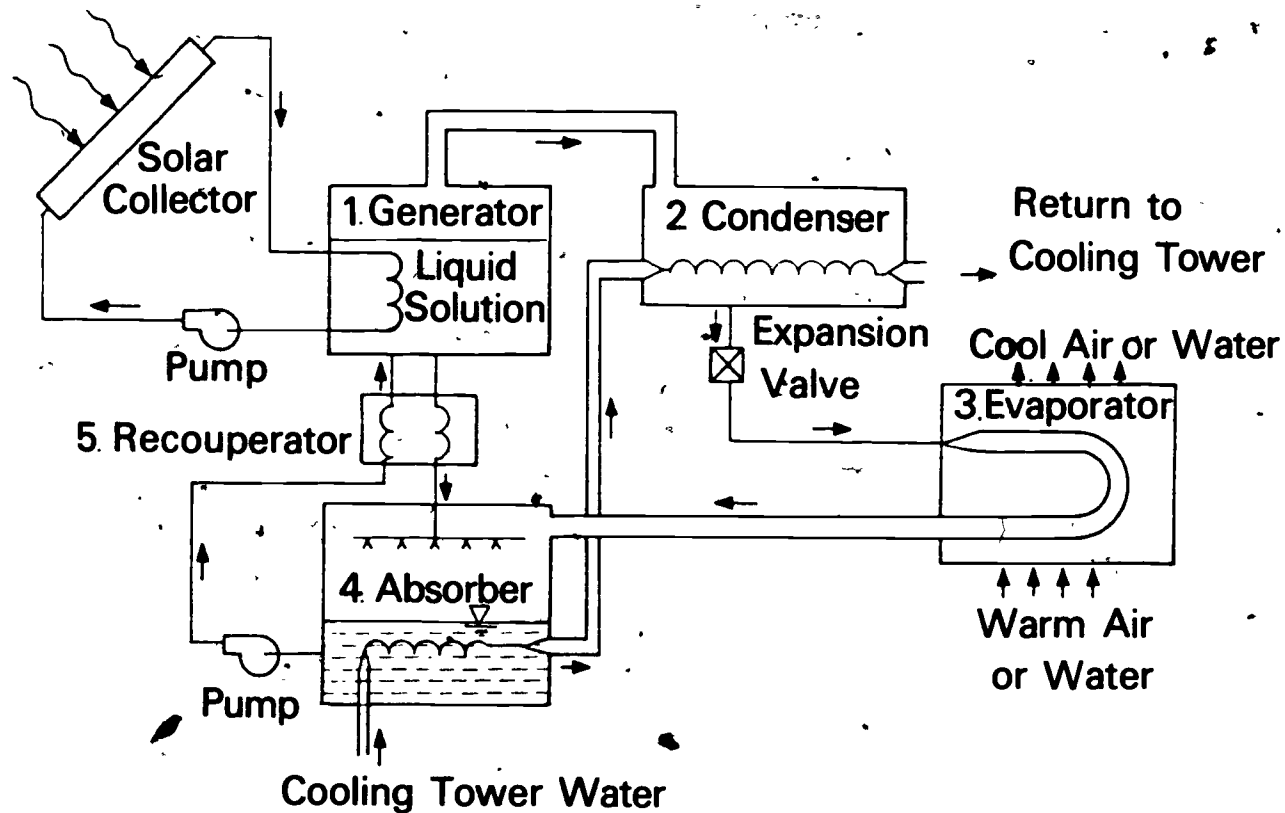 Solar
Collector
Pump
1. Generator
Liquid
Solution
2 Condenser
Return to
Cooling Tower
Expansion
Valve
Cool Air or Water
3. Evaporator
5. Recouperator
4. Absorber
Warm Air
or Water
Pump
Cooling Tower Water